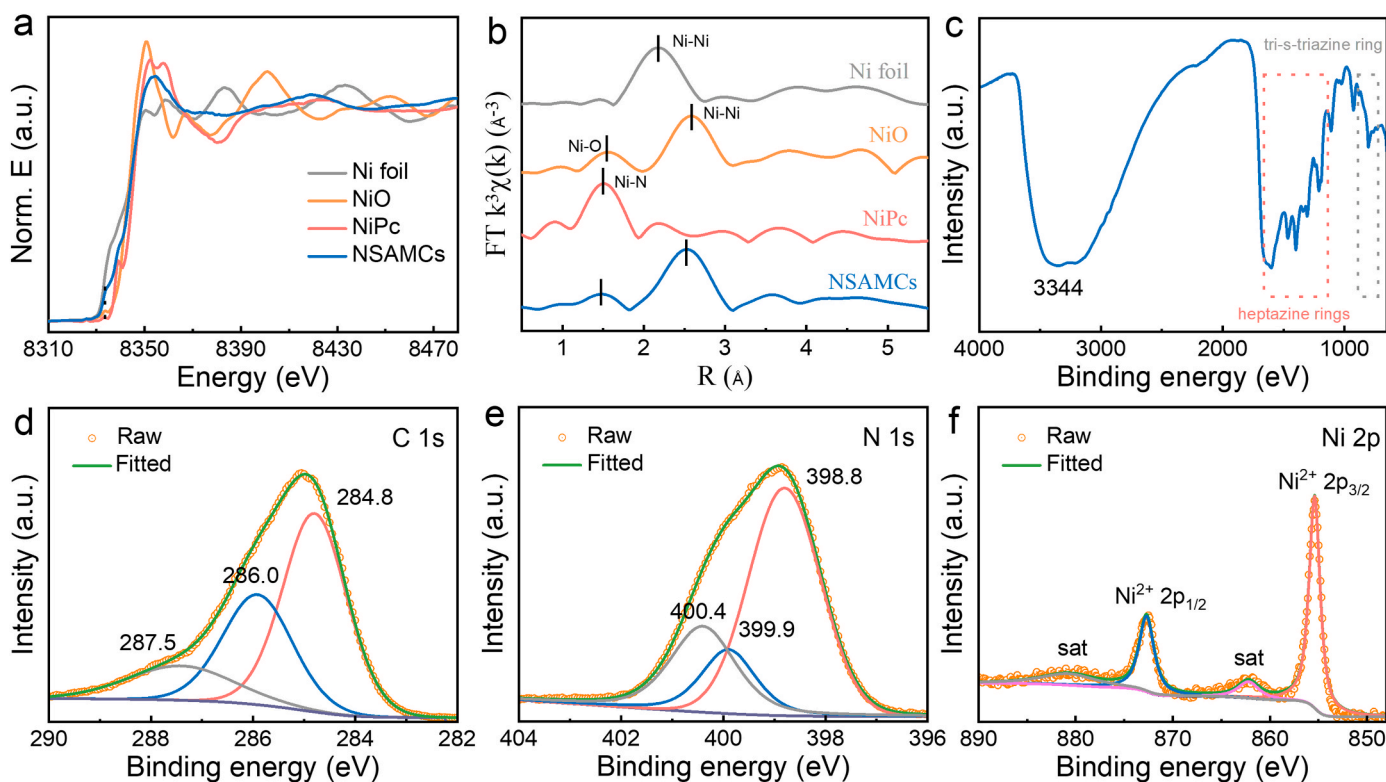 a
Norm. E (a.u.)
Ni foil
NiO
NiPc
NSAMCs
8310 8350 8390 8430 8470
Energy (eV)
b
FT k³χ(k) (Å⁻³)
Ni-Ni
Ni foil
Ni-Ni
Ni-O
NiO
Ni-N
NiPc
NSAMCs
1 2 3 4 5
R (Å)
c
Intensity (a.u.)
tri-s-triazine ring
3344
heptazine rings
4000 3000 2000 1000
Binding energy (eV)
d
Intensity (a.u.)
Raw
Fitted
C 1s
284.8
286.0
287.5
290 288 286 284 282
Binding energy (eV)
e
Intensity (a.u.)
Raw
Fitted
N 1s
398.8
400.4
399.9
404 402 400 398 396
Binding energy (eV)
f
Intensity (a.u.)
Raw
Fitted
Ni 2p
Ni²⁺ 2p₃/₂
Ni²⁺ 2p₁/₂
sat
sat
890 880 870 860 850
Binding energy (eV)